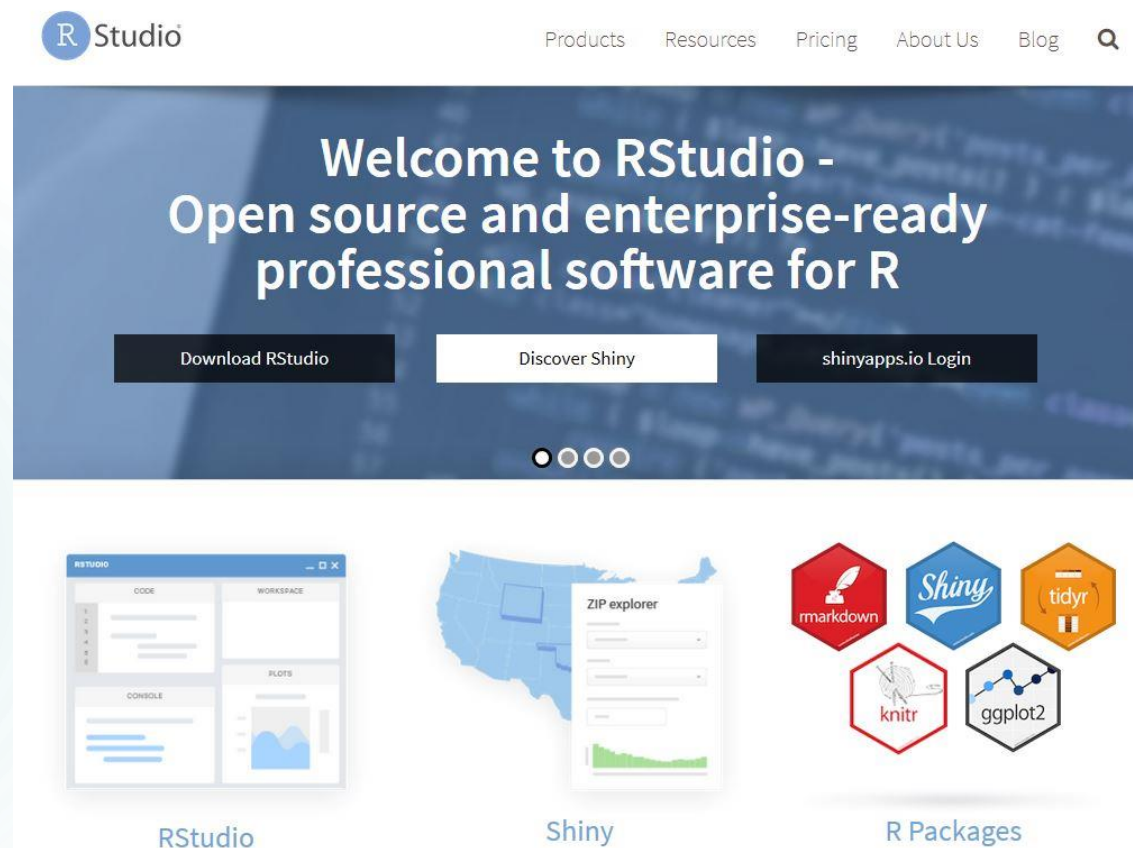 R Studio
Products Resources Pricing About Us Blog
Welcome to RStudio -
Open source and enterprise-ready
professional software for R
Download RStudio Discover Shiny shinyapps.io Login
RSTUDIO
CODE WORKSPACE
PLOTS
CONSOLE
ZIP explorer
rmarkdown Shiny tidyr
knitr ggplot2
RStudio Shiny R Packages